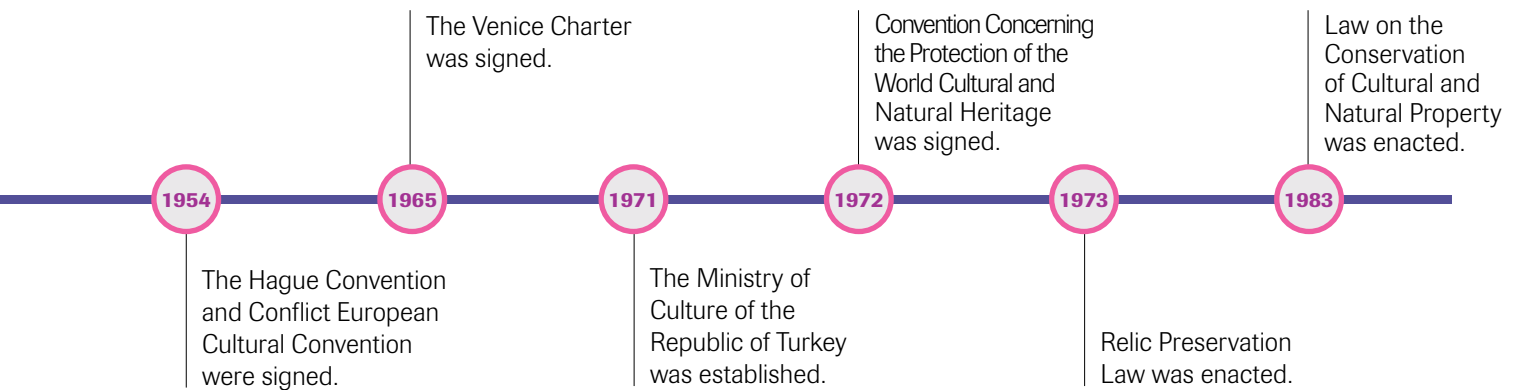 The Venice Charter
was signed.
Convention Concerning
the Protection of the
World Cultural and
Natural Heritage
was signed.
Law on the
Conservation
of Cultural and
Natural Property
was enacted.
1954
1965
1971
1972
1973
1983
The Hague Convention
and Conflict European
Cultural Convention
were signed.
The Ministry of
Culture of the
Republic of Turkey
was established.
Relic Preservation
Law was enacted.